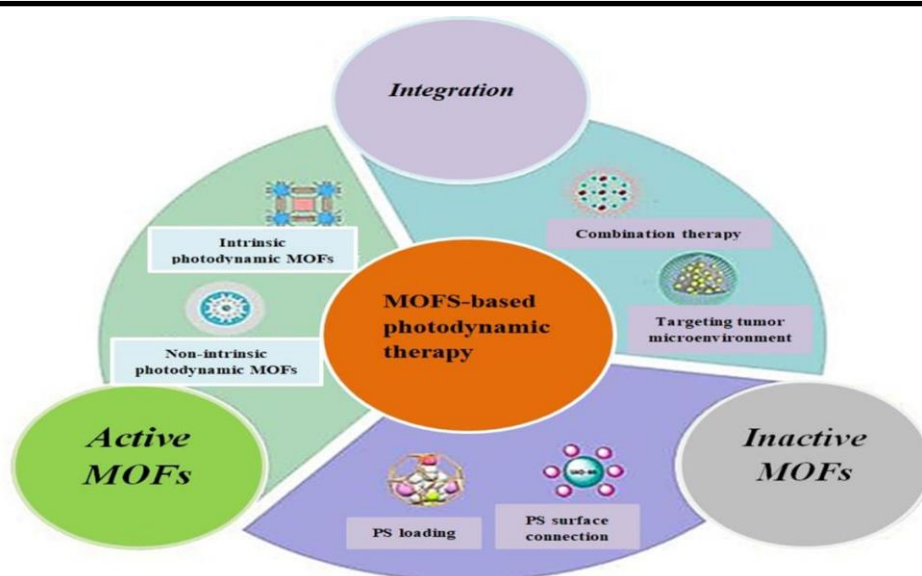 Integration
Combination therapy
Targeting tumor
microenvironment
Intrinsic
photodynamic MOFs
Non-intrinsic
photodynamic MOFs
MOFS-based
photodynamic
therapy
Active
MOFs
Inactive
MOFs
PS loading
PS surface
connection